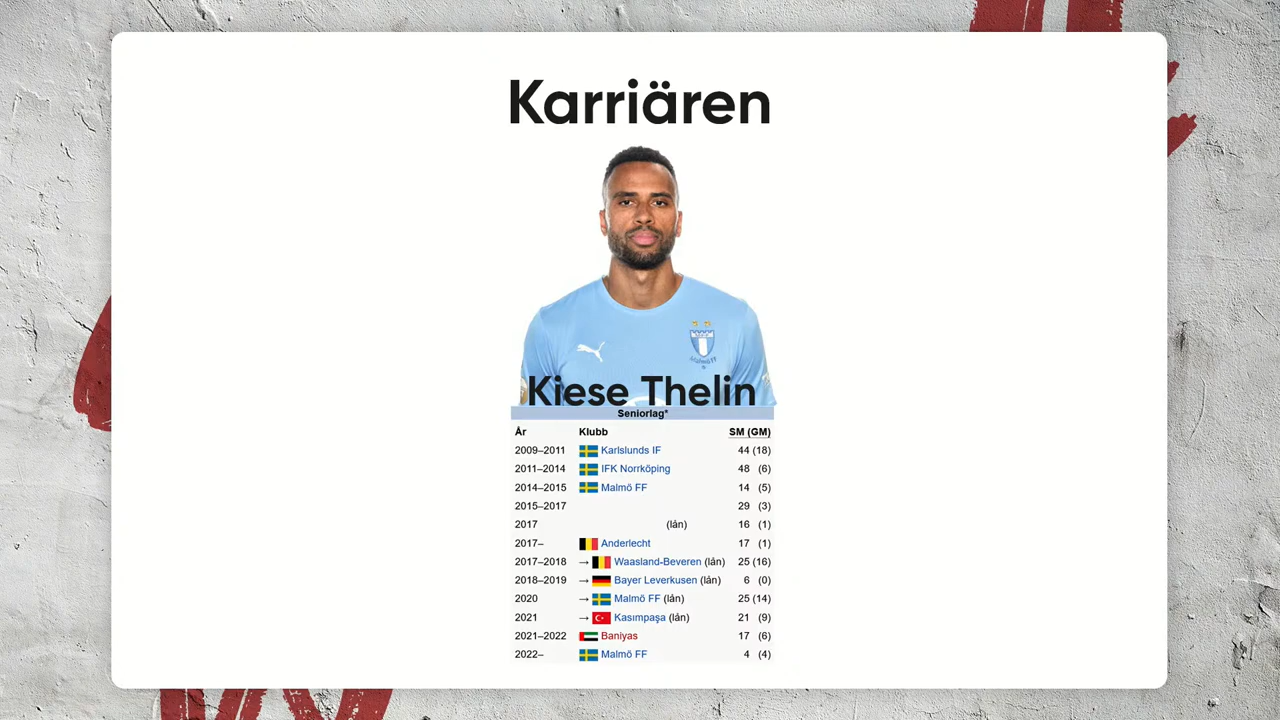 Karriären
Malmö FF
Kiese Thelin
Seniorlag*
År Klubb SM (GM)
2009–2011 Karlslunds IF 44 (18)
2011–2014 IFK Norrköping 48 (6)
2014–2015 Malmö FF 14 (5)
2015–2017 29 (3)
2017 (lån) 16 (1)
2017– Anderlecht 17 (1)
2017–2018 → Waasland-Beveren (lån) 25 (16)
2018–2019 → Bayer Leverkusen (lån) 6 (0)
2020 → Malmö FF (lån) 25 (14)
2021 → Kasımpaşa (lån) 21 (9)
2021–2022 Baniyas 17 (6)
2022– Malmö FF 4 (4)